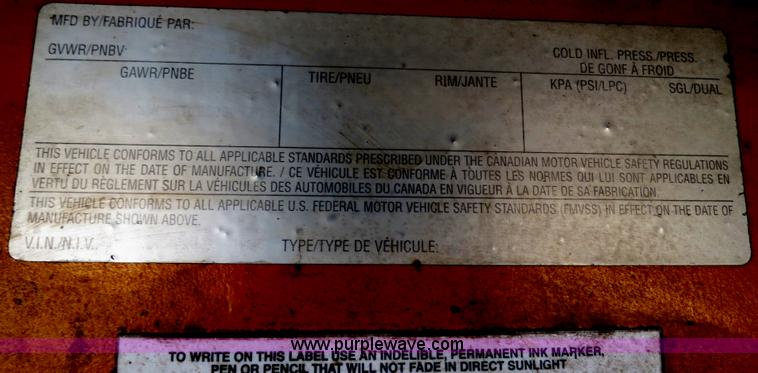 MFD BY/FABRIQUÉ PAR:
GVWR/PNBV
COLD INFL. PRESS./PRESS.
DE GONF À FROID
GAWR/PNBE TIRE/PNEU RIM/JANTE KPA (PSI/LPC) SGL/DUAL
THIS VEHICLE CONFORMS TO ALL APPLICABLE STANDARDS PRESCRIBED UNDER THE CANADIAN MOTOR VEHICLE SAFETY REGULATIONS
IN EFFECT ON THE DATE OF MANUFACTURE. / CE VÉHICULE EST CONFORME À TOUTES LES NORMES QUI LUI SONT APPLICABLES EN
VERTU DU RÈGLEMENT SUR LA VÉHICULES DES AUTOMOBILES DU CANADA EN VIGUEUR À LA DATE DE SA FABRICATION.
THIS VEHICLE CONFORMS TO ALL APPLICABLE U.S. FEDERAL MOTOR VEHICLE SAFETY STANDARDS (FMVSS) IN EFFECT ON THE DATE OF
MANUFACTURE SHOWN ABOVE.
V.I.N./N.I.V. TYPE/TYPE DE VÉHICULE:
www.purplewave.com
TO WRITE ON THIS LABEL USE AN INDELIBLE, PERMANENT INK MARKER,
PEN OR PENCIL THAT WILL NOT FADE IN DIRECT SUNLIGHT